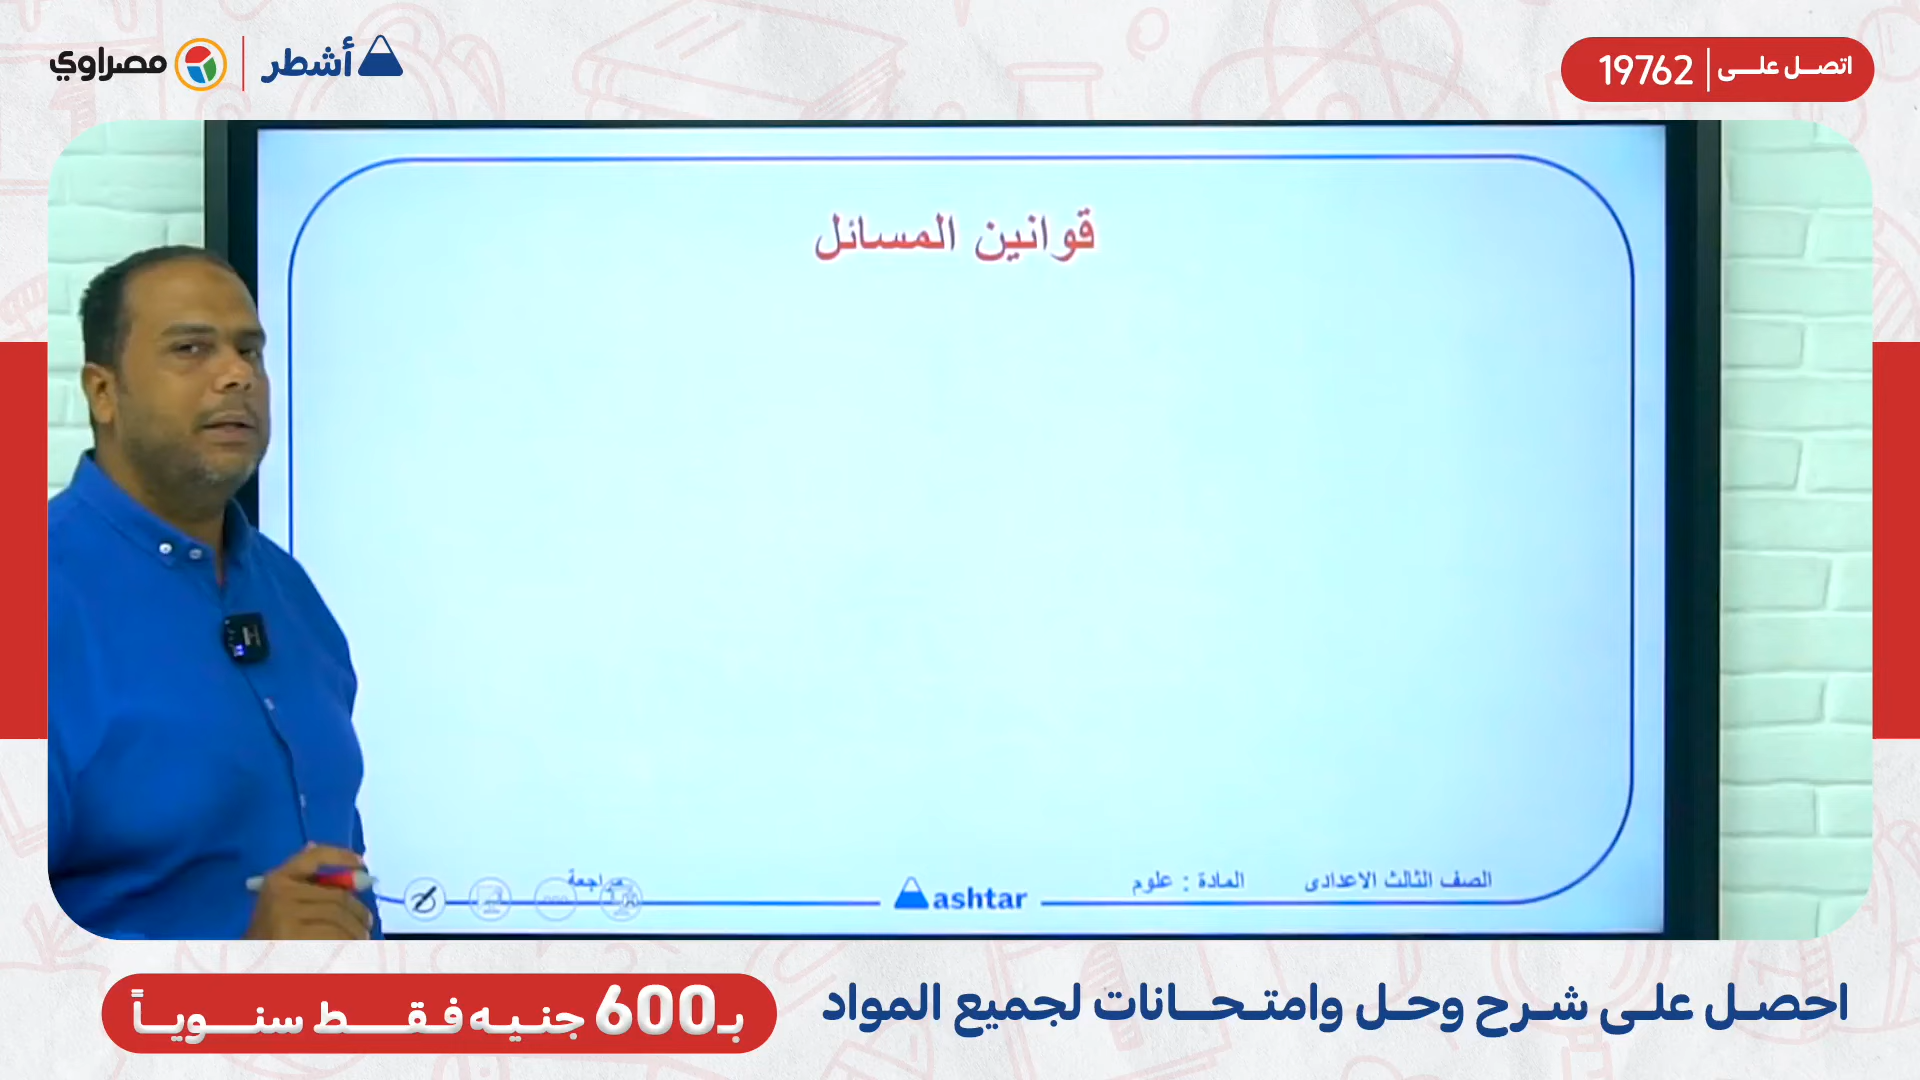 مصراوي
أشطر
اتصل على 19762
قوانين المسائل
الصف الثالث الاعدادى
المادة : علوم
ashtar
مراجعة
احصل على شرح وحل وامتحانات لجميع المواد
بـ600 جنيه فقط سنوياً